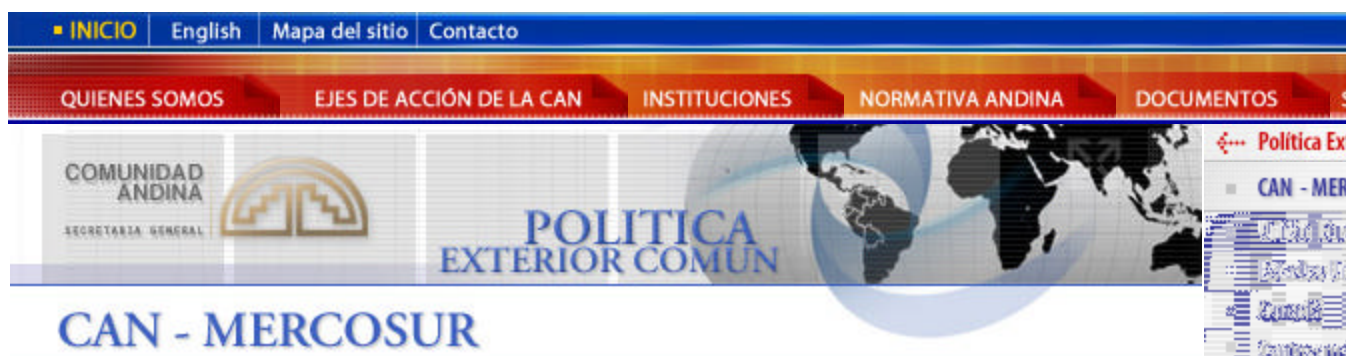 INICIO English Mapa del sitio Contacto
QUIENES SOMOS EJES DE ACCIÓN DE LA CAN INSTITUCIONES NORMATIVA ANDINA DOCUMENTOS
COMUNIDAD
ANDINA
SECRETARIA GENERAL
POLITICA
EXTERIOR COMÚN
CAN - MERCOSUR
Política Ex
CAN - MER